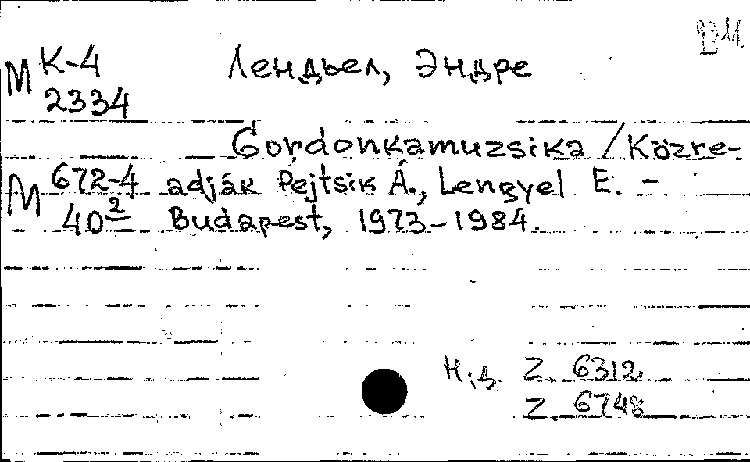 М К-4 Лендьел, Эндре
2334
Gordonkamuzsika / Közre-
М 672-4 adják Pejtsik Á., Lengyel E. –
40² Budapest, 1973–1984.
Н.д. Z. 6312
Z. 6748